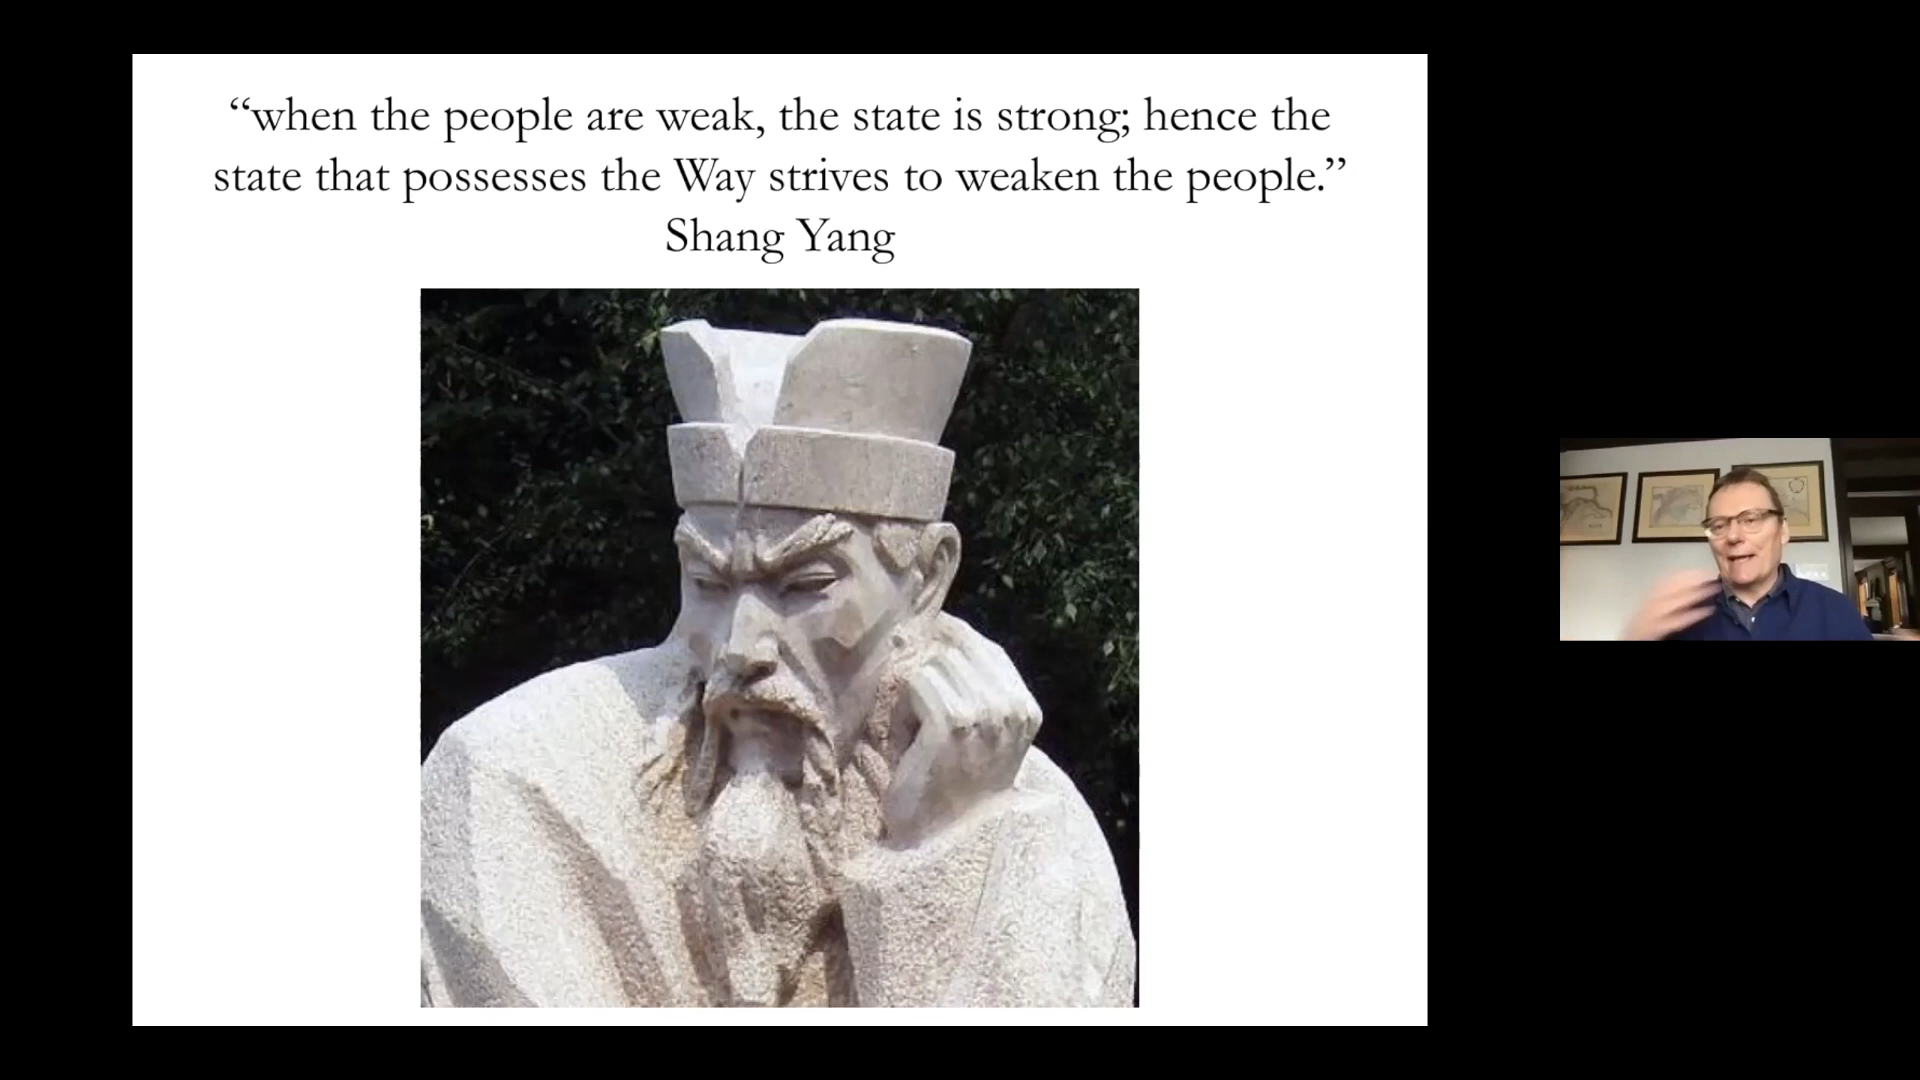 “when the people are weak, the state is strong; hence the
state that possesses the Way strives to weaken the people.”
Shang Yang